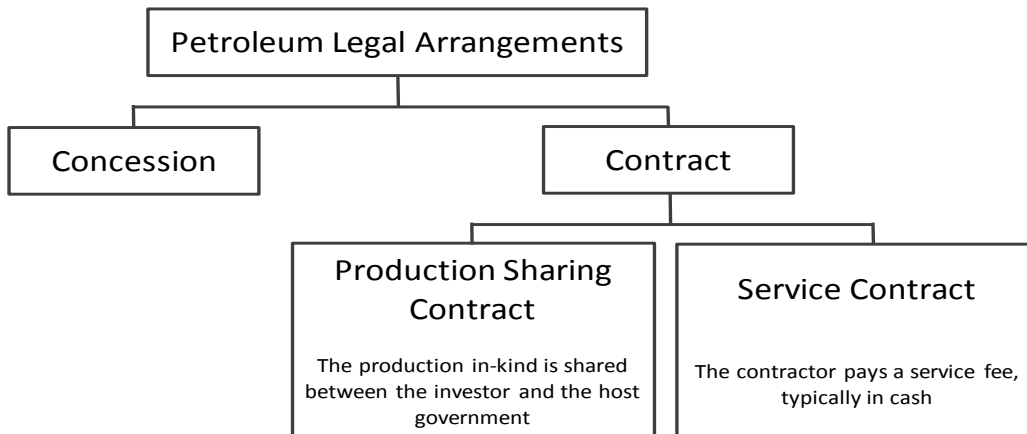 Petroleum Legal Arrangements
Concession
Contract
Production Sharing
Contract
The production in-kind is shared
between the investor and the host
government
Service Contract
The contractor pays a service fee,
typically in cash